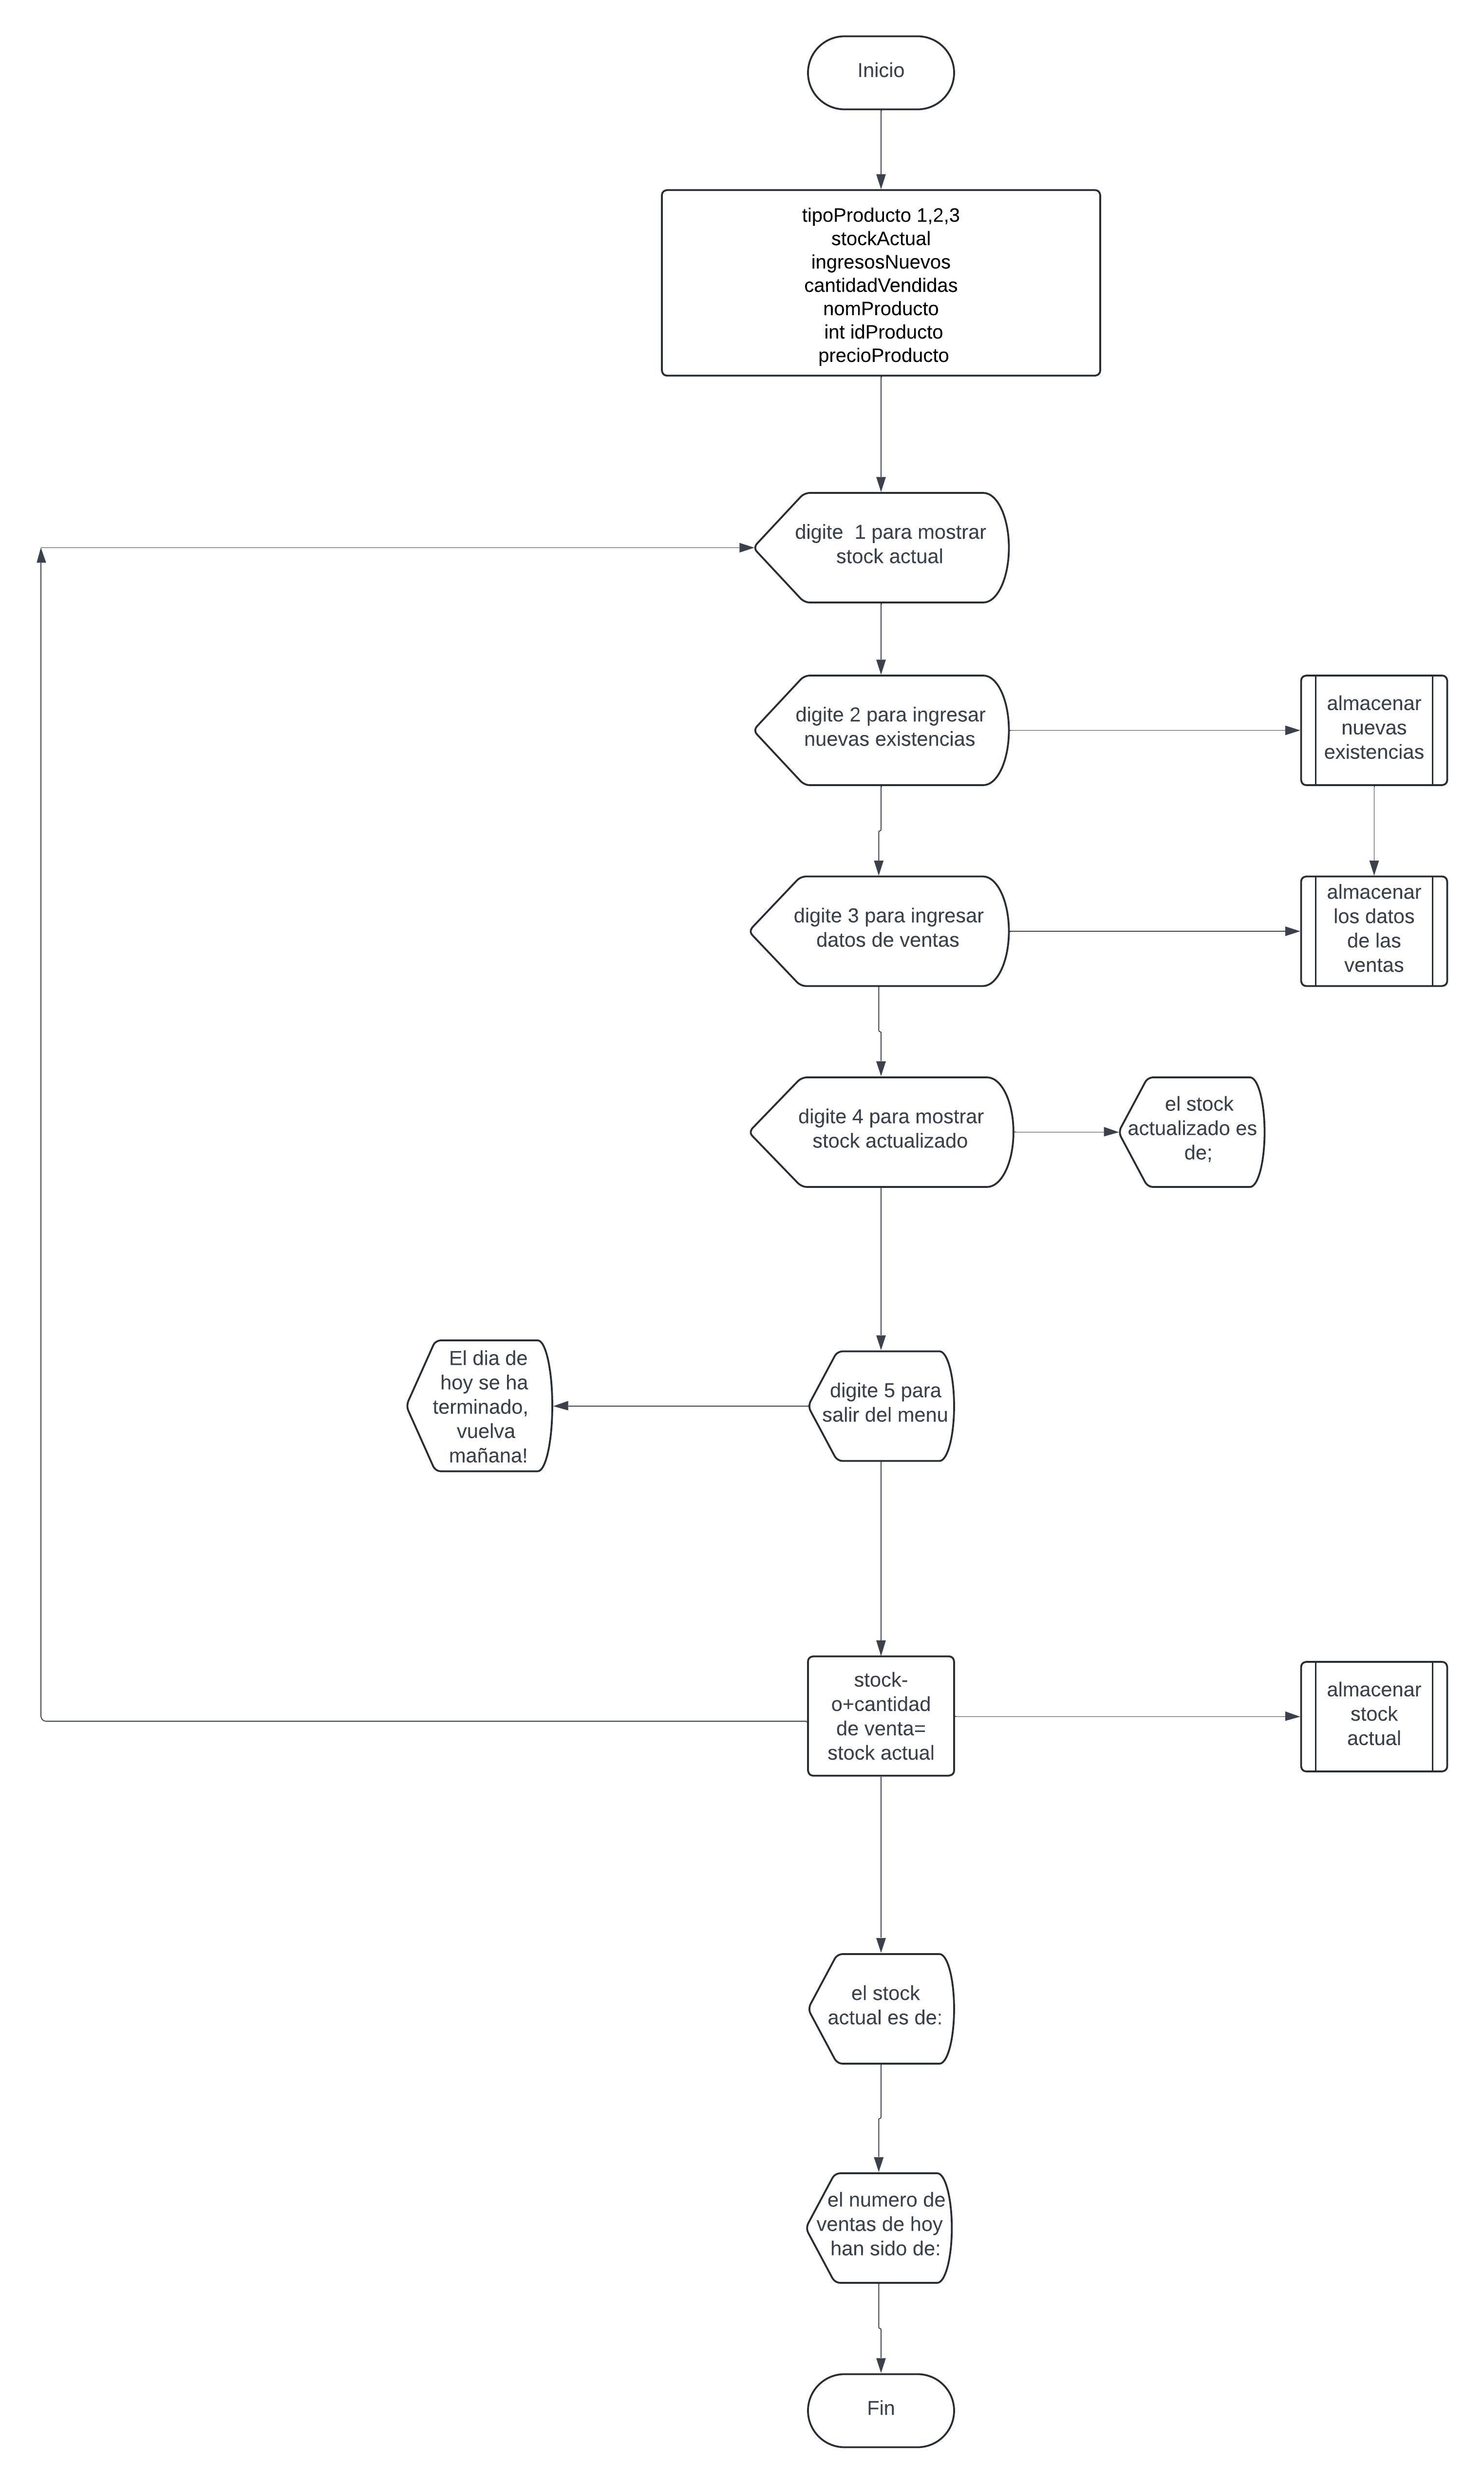 Inicio
tipoProducto 1,2,3
stockActual
ingresosNuevos
cantidadVendidas
nomProducto
int idProducto
precioProducto
digite  1 para mostrar
stock actual
digite 2 para ingresar
nuevas existencias
almacenar
nuevas
existencias
digite 3 para ingresar
datos de ventas
almacenar
los datos
de las
ventas
digite 4 para mostrar
stock actualizado
el stock
actualizado es
de;
El dia de
hoy se ha
terminado,
vuelva
mañana!
digite 5 para
salir del menu
stock-
o+cantidad
de venta=
stock actual
almacenar
stock
actual
el stock
actual es de:
el numero de
ventas de hoy
han sido de:
Fin